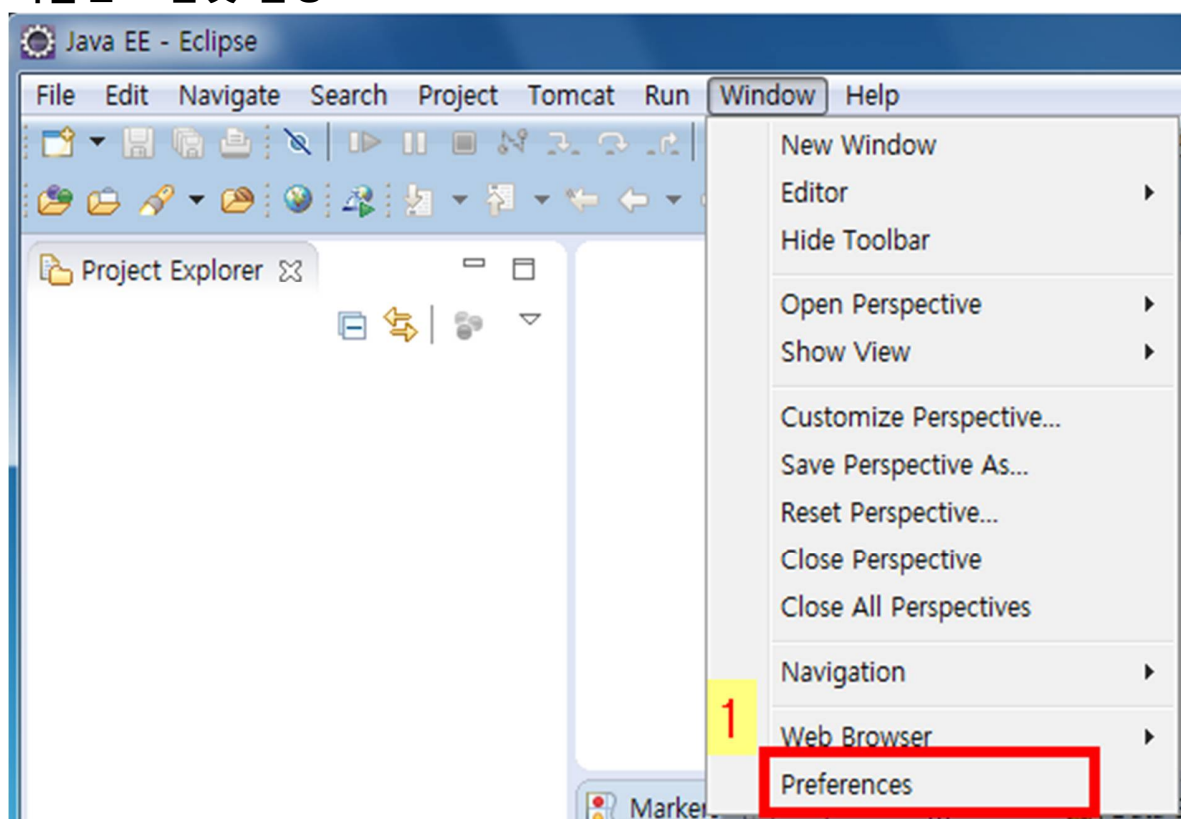 Java EE - Eclipse
File Edit Navigate Search Project Tomcat Run Window Help
New Window
Editor
Hide Toolbar
Project Explorer
Open Perspective
Show View
Customize Perspective...
Save Perspective As...
Reset Perspective...
Close Perspective
Close All Perspectives
Navigation
1
Web Browser
Preferences